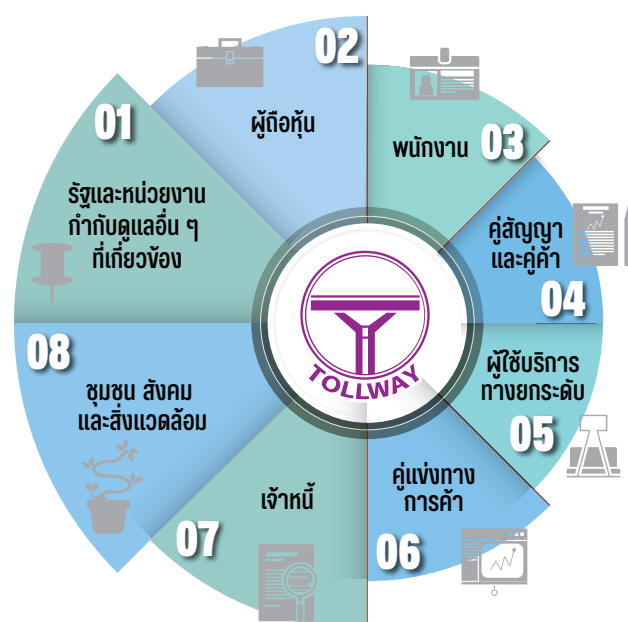 01
รัฐและหน่วยงาน
กำกับดูแลอื่น ๆ
ที่เกี่ยวข้อง
02
ผู้ถือหุ้น
03
พนักงาน
04
คู่สัญญา
และคู่ค้า
05
ผู้ใช้บริการ
ทางยกระดับ
06
คู่แข่งทาง
การค้า
07
เจ้าหนี้
08
ชุมชน สังคม
และสิ่งแวดล้อม
TOLLWAY